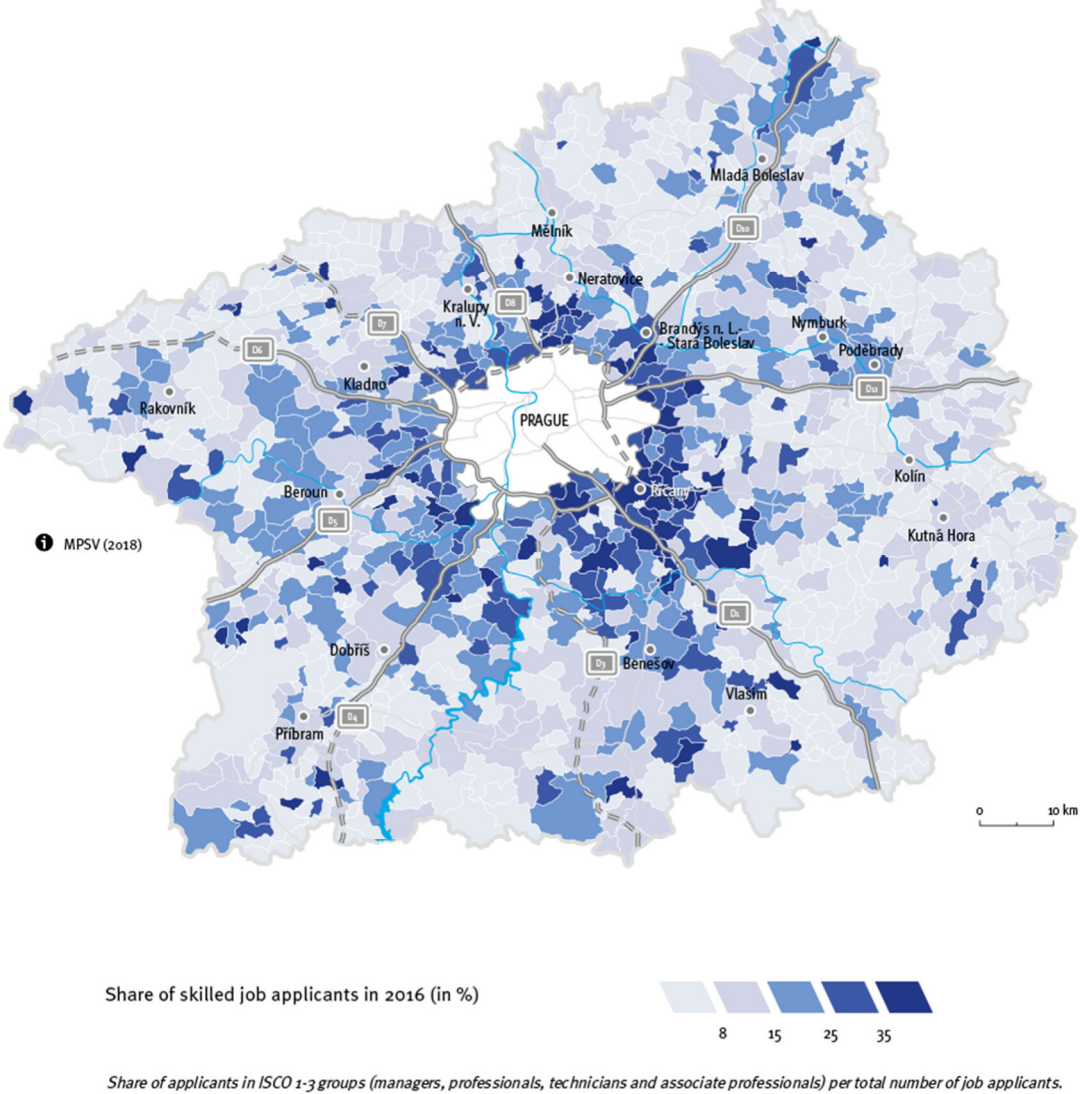 Mladá Boleslav
D10
Mělník
Neratovice
Kralupy
n. V.
D8
D7
Brandýs n. L.-
- Stará Boleslav
Nymburk
Poděbrady
D6
Kladno
D11
Rakovník
PRAGUE
Kolín
Beroun
Říčany
D5
Kutná Hora
MPSV (2018)
D1
Dobříš
D3
Benešov
Vlašim
D4
Příbram
0 10 km
Share of skilled job applicants in 2016 (in %)
8 15 25 35
Share of applicants in ISCO 1-3 groups (managers, professionals, technicians and associate professionals) per total number of job applicants.